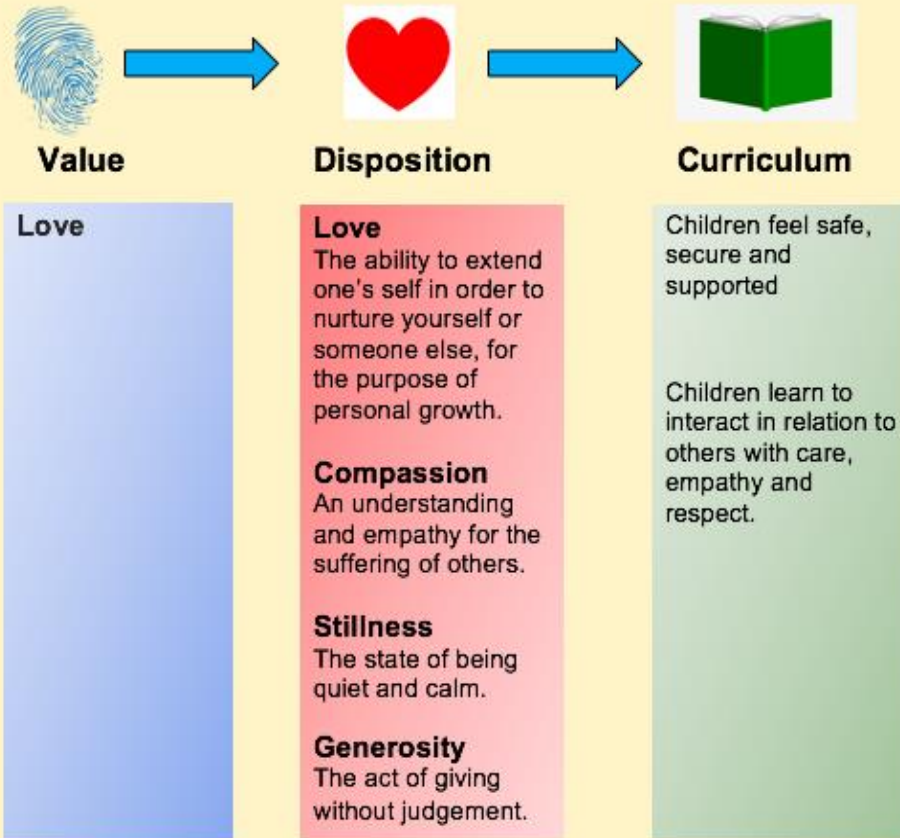 Value
Disposition
Curriculum
Love
Love
The ability to extend
one's self in order to
nurture yourself or
someone else, for
the purpose of
personal growth.
Compassion
An understanding
and empathy for the
suffering of others.
Stillness
The state of being
quiet and calm.
Generosity
The act of giving
without judgement.
Children feel safe,
secure and
supported
Children learn to
interact in relation to
others with care,
empathy and
respect.